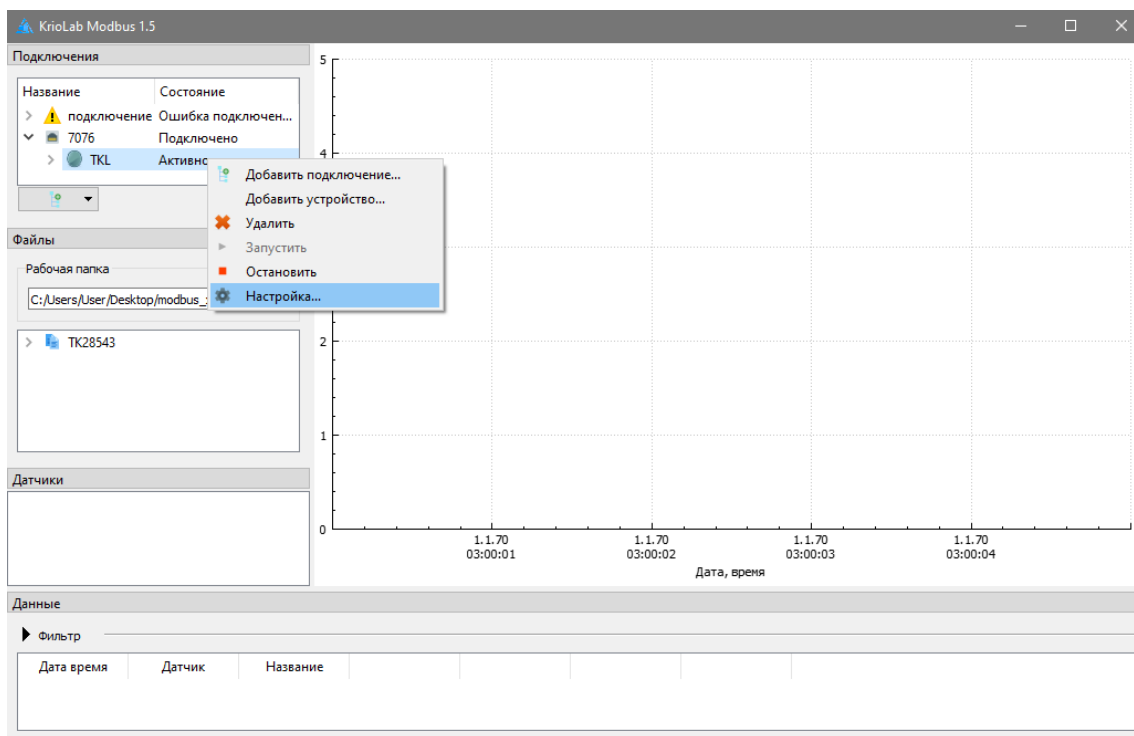 KrioLab Modbus 1.5
Подключения
Название Состояние
подключение Ошибка подключен...
7076 Подключено
TKL Активно
Добавить подключение...
Добавить устройство...
Удалить
Запустить
Остановить
Настройка...
Файлы
Рабочая папка
C:/Users/User/Desktop/modbus_
TK28543
Датчики
5
4
2
1
0
1.1.70 1.1.70 1.1.70 1.1.70
03:00:01 03:00:02 03:00:03 03:00:04
Дата, время
Данные
Фильтр
Дата время Датчик Название